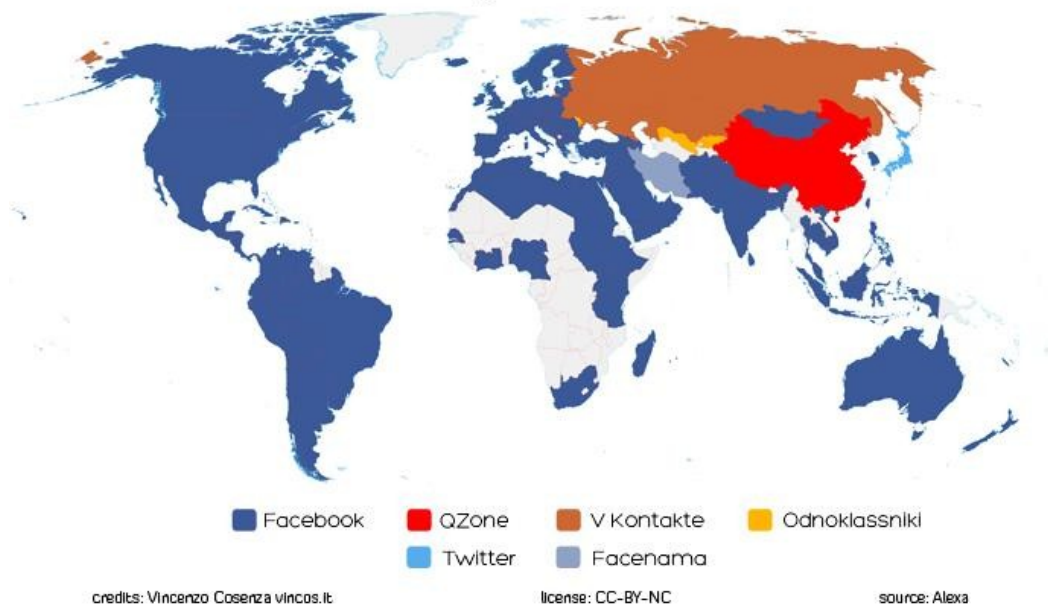 Facebook QZone V Kontakte Odnoklassniki
Twitter Facenama
credits: Vincenzo Cosenza vincos.it license: CC-BY-NC source: Alexa